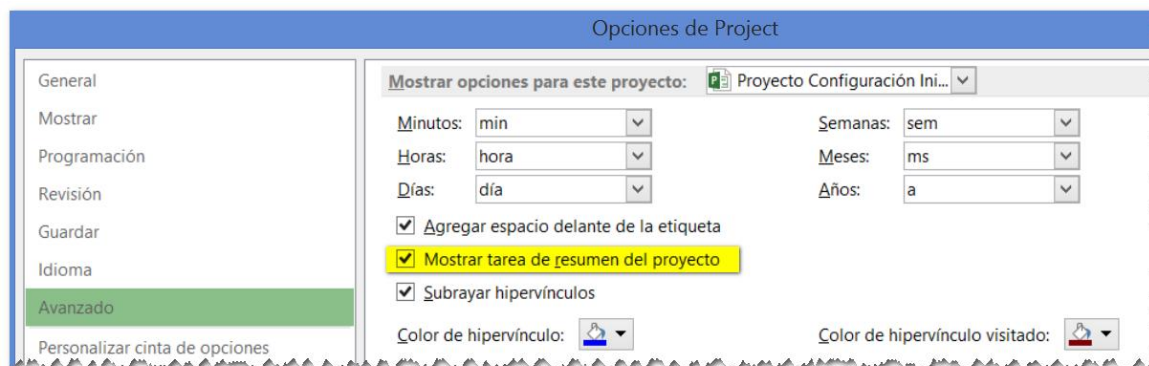 Opciones de Project
General
Mostrar
Programación
Revisión
Guardar
Idioma
Avanzado
Personalizar cinta de opciones
Mostrar opciones para este proyecto: Proyecto Configuración Ini...
Minutos: min Semanas: sem
Horas: hora Meses: ms
Días: día Años: a
Agregar espacio delante de la etiqueta
Mostrar tarea de resumen del proyecto
Subrayar hipervínculos
Color de hipervínculo: Color de hipervínculo visitado: